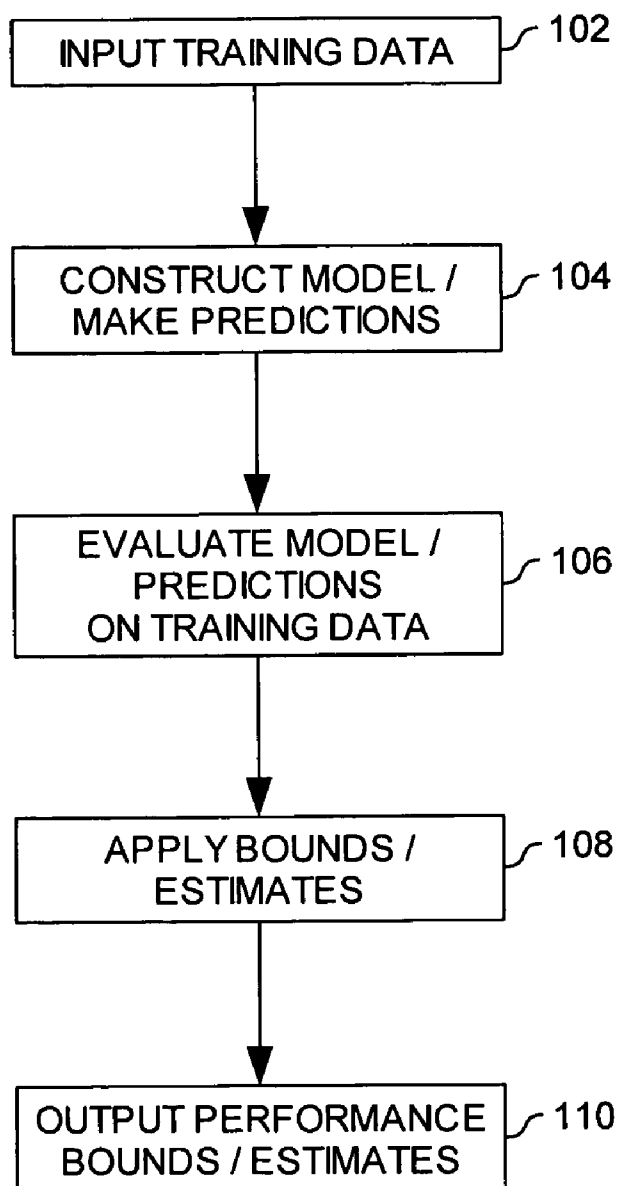 INPUT TRAINING DATA 102
CONSTRUCT MODEL / 104
MAKE PREDICTIONS
EVALUATE MODEL /
PREDICTIONS 106
ON TRAINING DATA
APPLY BOUNDS / 108
ESTIMATES
OUTPUT PERFORMANCE 110
BOUNDS / ESTIMATES